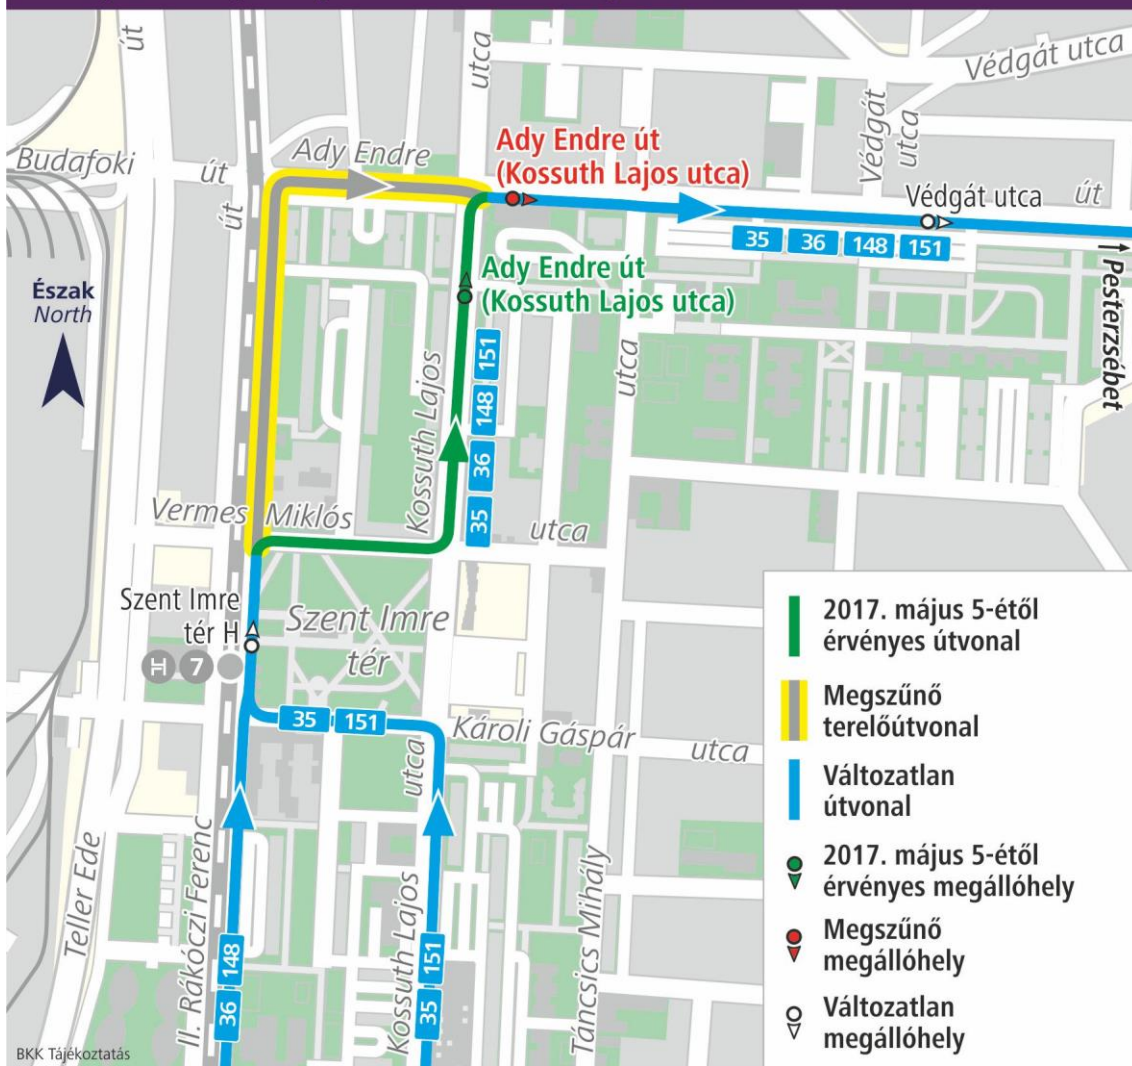 út
utca
Védgát utca
Budafoki
út
út
Ady Endre
Ady Endre út
(Kossuth Lajos utca)
Védgát
utca
Védgát utca
út
35 36 148 151
Észak
North
Ady Endre út
(Kossuth Lajos utca)
Pesterzsébet
utca
Kossuth Lajos
35 36 148 151
Vermes Miklós
utca
Szent Imre
tér H
H 7
Szent Imre
tér
35 151
Károli Gáspár
utca
utca
Teller Ede
II. Rákóczi Ferenc
36 148
Kossuth Lajos
35 151
Táncsics Mihály
2017. május 5-étől
érvényes útvonal
Megszűnő
terelőútvonal
Változatlan
útvonal
2017. május 5-étől
érvényes megállóhely
Megszűnő
megállóhely
Változatlan
megállóhely
BKK Tájékoztatás